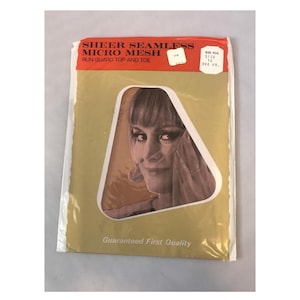 SHEER SEAMLESS
MICRO MESH
RUN GUARD TOP AND TOE
Guaranteed First Quality